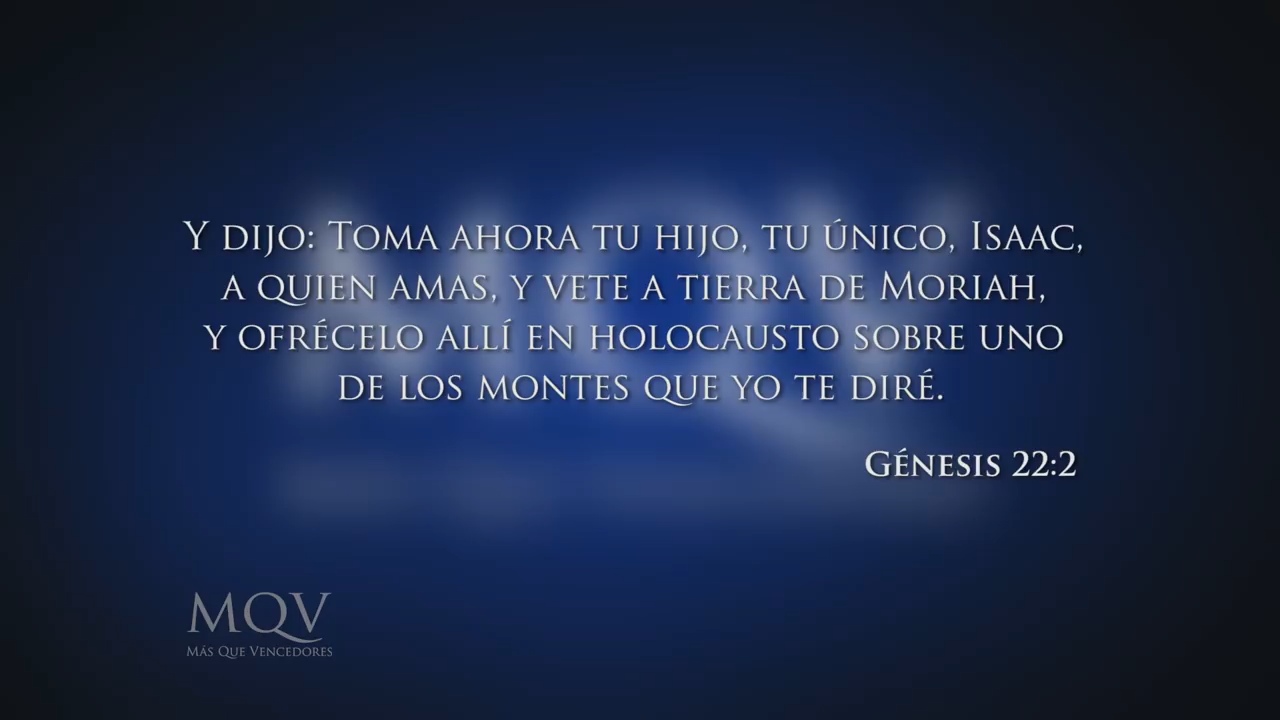 Y dijo: Toma ahora tu hijo, tu único, Isaac,
a quien amas, y vete a tierra de Moriah,
y ofrécelo allí en holocausto sobre uno
de los montes que yo te diré.
Génesis 22:2
MQV
Más Que Vencedores